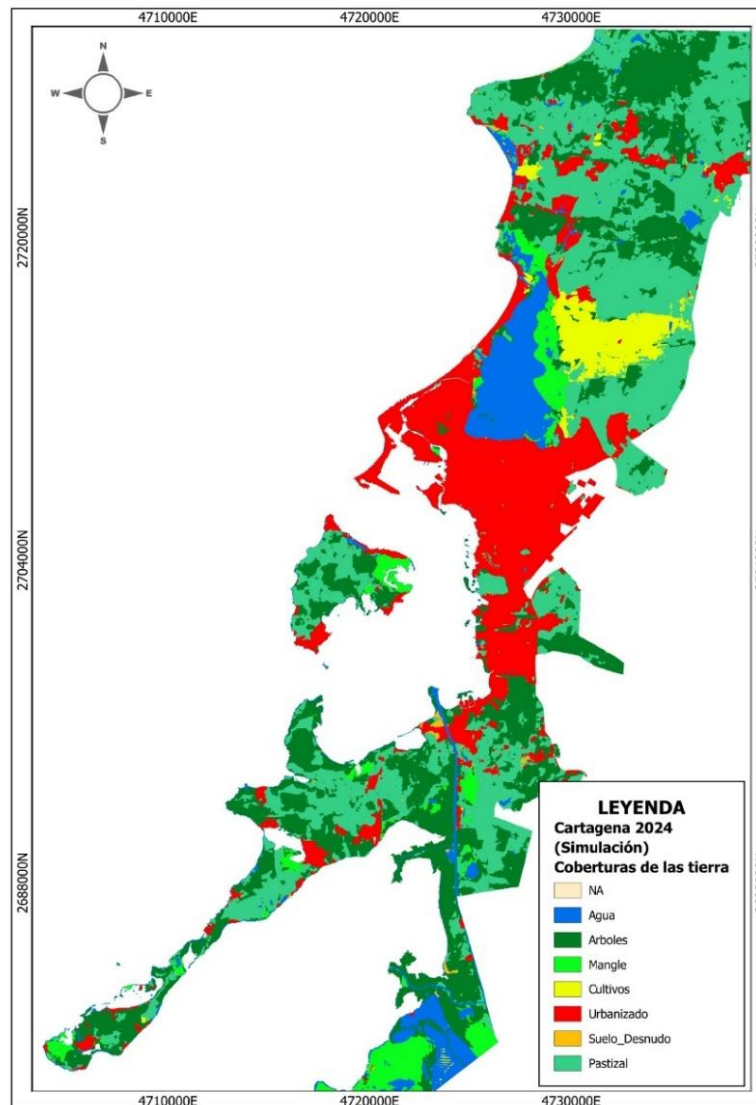 4710000E 4720000E 4730000E
N
W E
S
2720000N
2704000N
2688000N
LEYENDA
Cartagena 2024
(Simulación)
Coberturas de las tierra
NA
Agua
Arboles
Mangle
Cultivos
Urbanizado
Suelo_Desnudo
Pastizal
4710000E 4720000E 4730000E